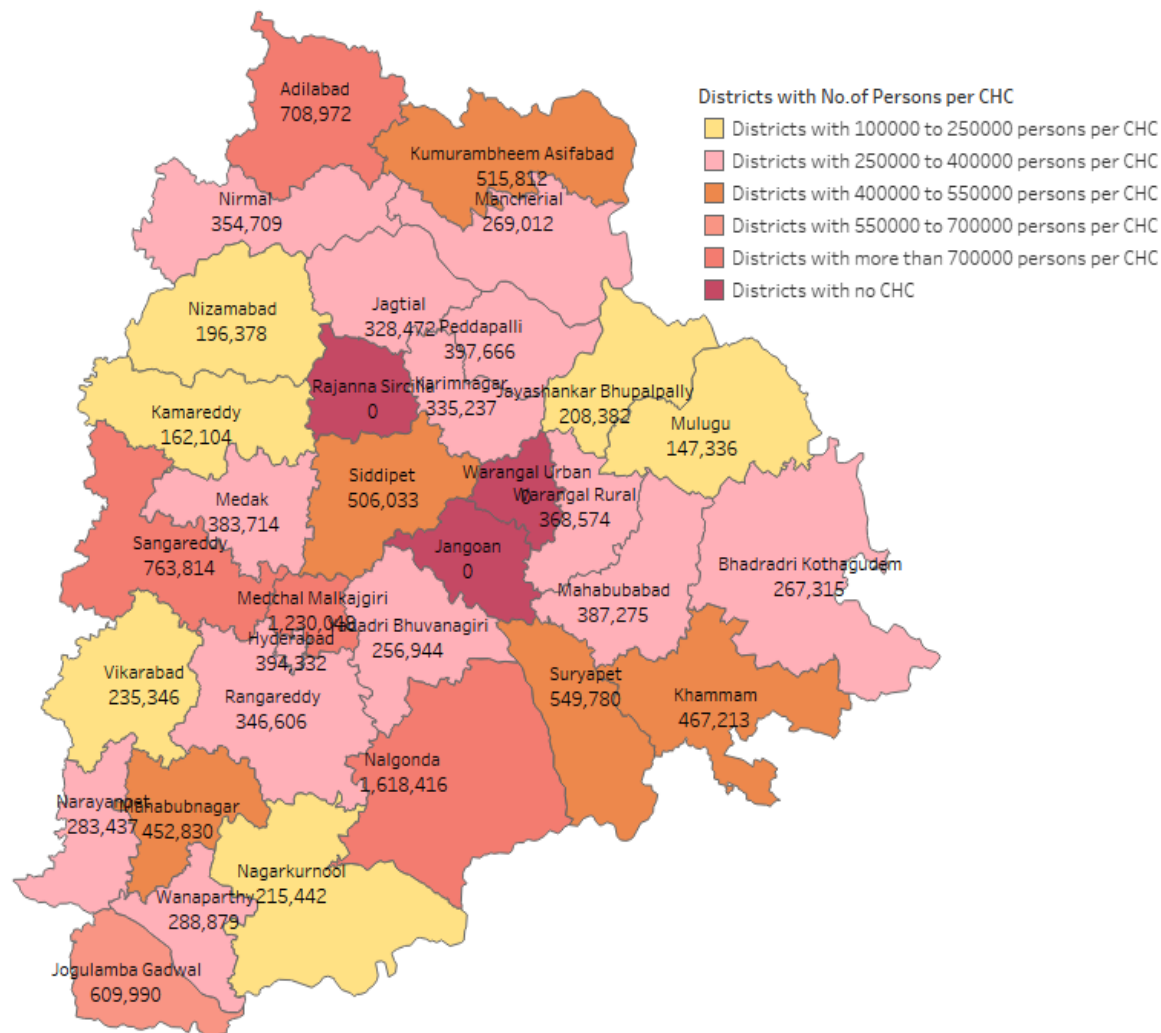 Adilabad
708,972
Districts with No.of Persons per CHC
Districts with 100000 to 250000 persons per CHC
Districts with 250000 to 400000 persons per CHC
Districts with 400000 to 550000 persons per CHC
Districts with 550000 to 700000 persons per CHC
Districts with more than 700000 persons per CHC
Districts with no CHC
Kumurambheem Asifabad
515,812
Nirmal
354,709
Mancherial
269,012
Nizamabad
196,378
Jagtial
328,472
Peddapalli
397,666
Rajanna Sircilla
0
Karimnagar
335,237
Jayashankar Bhupalpally
208,382
Mulugu
147,336
Kamareddy
162,104
Siddipet
506,033
Warangal Urban
0
Warangal Rural
368,574
Medak
383,714
Sangareddy
763,814
Jangoan
0
Bhadradri Kothagudem
267,315
Mahabubabad
387,275
Medchal Malkajgiri
1,230,048
Yadadri Bhuvanagiri
256,944
Hyderabad
394,332
Vikarabad
235,346
Rangareddy
346,606
Suryapet
549,780
Khammam
467,213
Nalgonda
1,618,416
Narayanpet
283,437
Mahabubnagar
452,830
Nagarkurnool
215,442
Wanaparthy
288,879
Jogulamba Gadwal
609,990